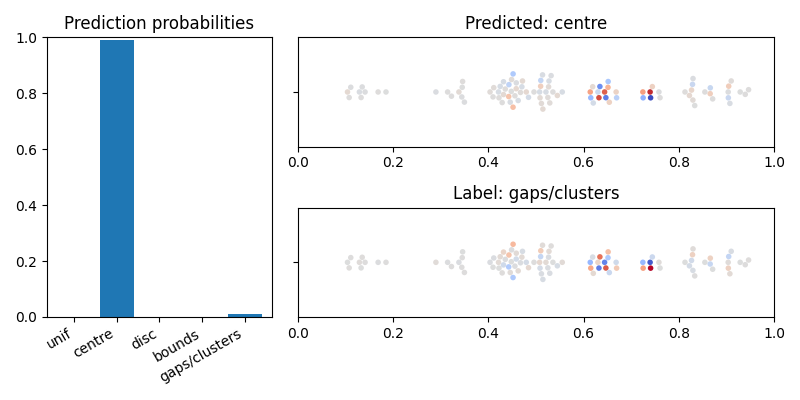 Prediction probabilities
1.0
0.8
0.6
0.4
0.2
0.0
unif
centre
disc
bounds
gaps/clusters
Predicted: centre
0.0 0.2 0.4 0.6 0.8 1.0
Label: gaps/clusters
0.0 0.2 0.4 0.6 0.8 1.0